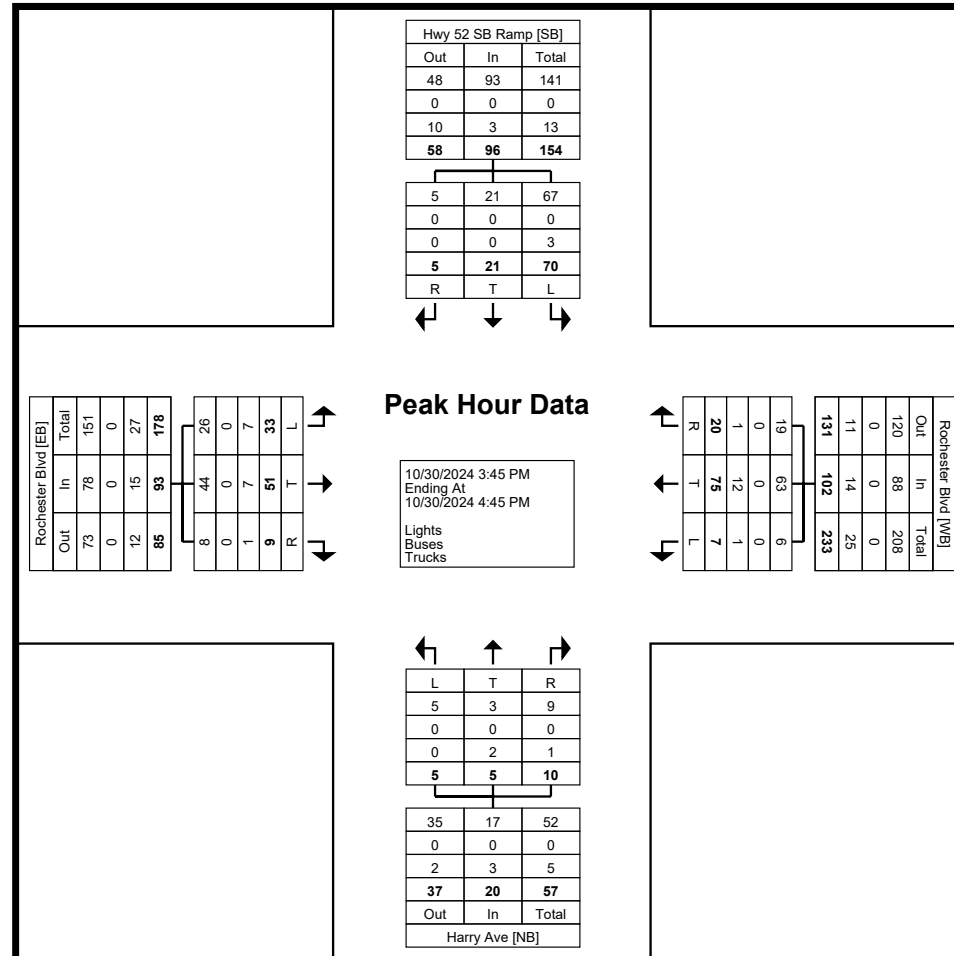 Hwy 52 SB Ramp [SB]
Out In Total
48 93 141
0 0 0
10 3 13
58 96 154
5 21 67
0 0 0
0 0 3
5 21 70
R T L
Rochester Blvd [EB]
Total In Out
151 78 73
0 0 0
27 15 12
178 93 85
26 44 8
0 0 0
7 7 1
33 51 9
L T R
Peak Hour Data
10/30/2024 3:45 PM
Ending At
10/30/2024 4:45 PM
Lights
Buses
Trucks
R T L
20 75 7
1 12 1
0 0 0
19 63 6
131 102 233
11 14 25
0 0 0
120 88 208
Out In Total
Rochester Blvd [WB]
L T R
5 3 9
0 0 0
0 2 1
5 5 10
35 17 52
0 0 0
2 3 5
37 20 57
Out In Total
Harry Ave [NB]